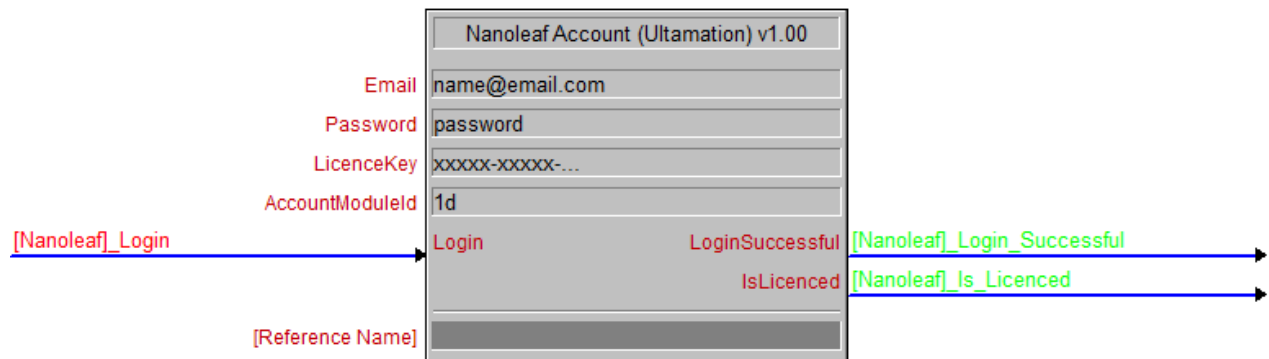 Nanoleaf Account (Ultamation) v1.00
Email name@email.com
Password password
LicenceKey xxxxx-xxxxx-...
AccountModuleId 1d
[Nanoleaf]_Login Login LoginSuccessful [Nanoleaf]_Login_Successful
IsLicenced [Nanoleaf]_Is_Licenced
[Reference Name]